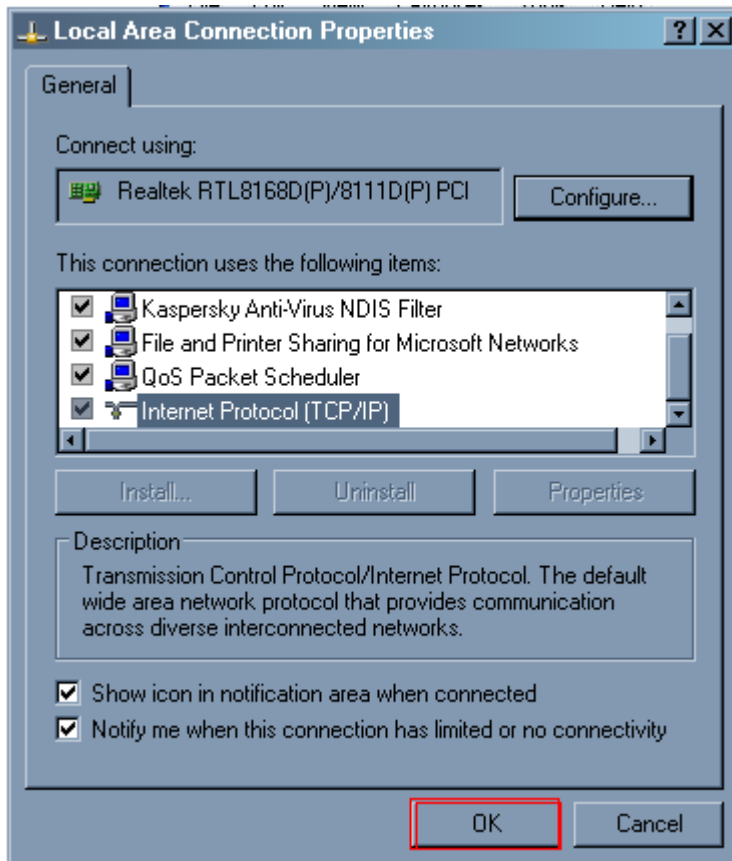 Local Area Connection Properties
General
Connect using:
Realtek RTL8168D(P)/8111D(P) PCI
Configure...
This connection uses the following items:
Kaspersky Anti-Virus NDIS Filter
File and Printer Sharing for Microsoft Networks
QoS Packet Scheduler
Internet Protocol (TCP/IP)
Install... Uninstall Properties
Description
Transmission Control Protocol/Internet Protocol. The default
wide area network protocol that provides communication
across diverse interconnected networks.
Show icon in notification area when connected
Notify me when this connection has limited or no connectivity
OK Cancel